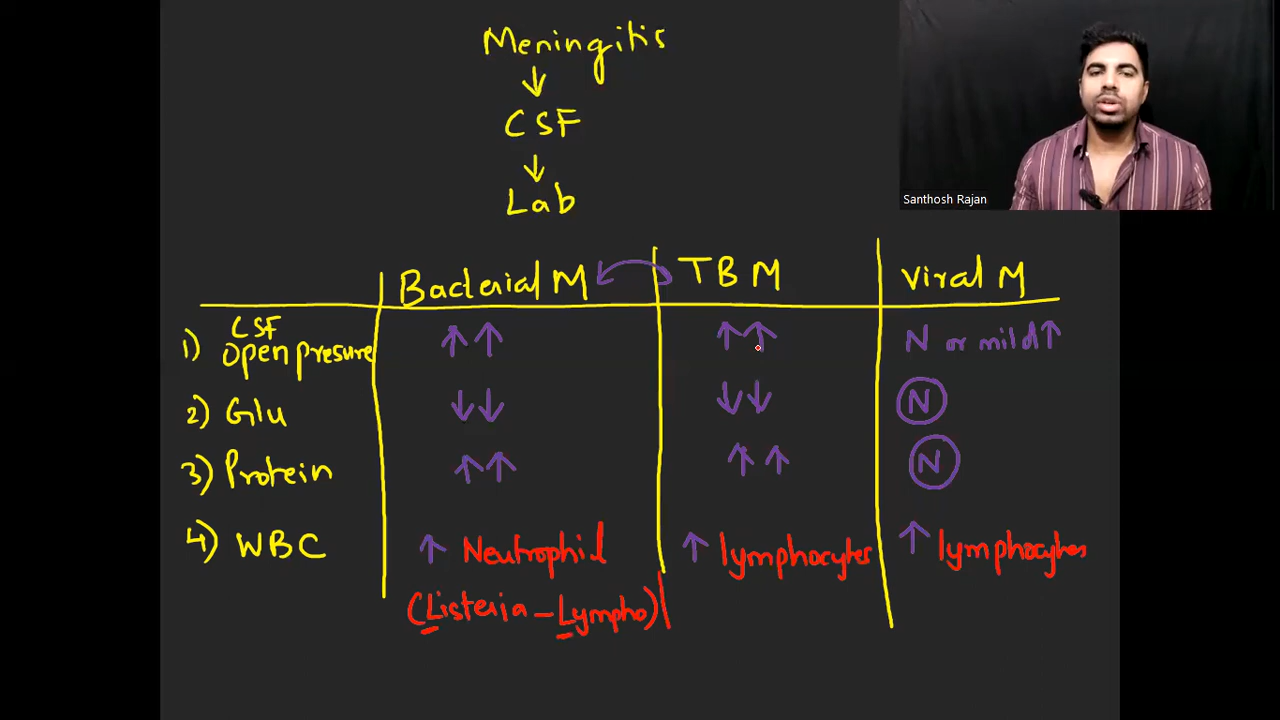 Meningitis
↓
CSF
↓
Lab
Santhosh Rajan
Bacterial M TBM Viral M
1) CSF Open presure ↑↑ ↑↑ N or mild↑
2) Glu ↓↓ ↓↓ N
3) Protein ↑↑ ↑↑ N
4) WBC ↑ Neutrophil ↑ lymphocytes ↑ lymphocytes
(Listeria – Lympho)